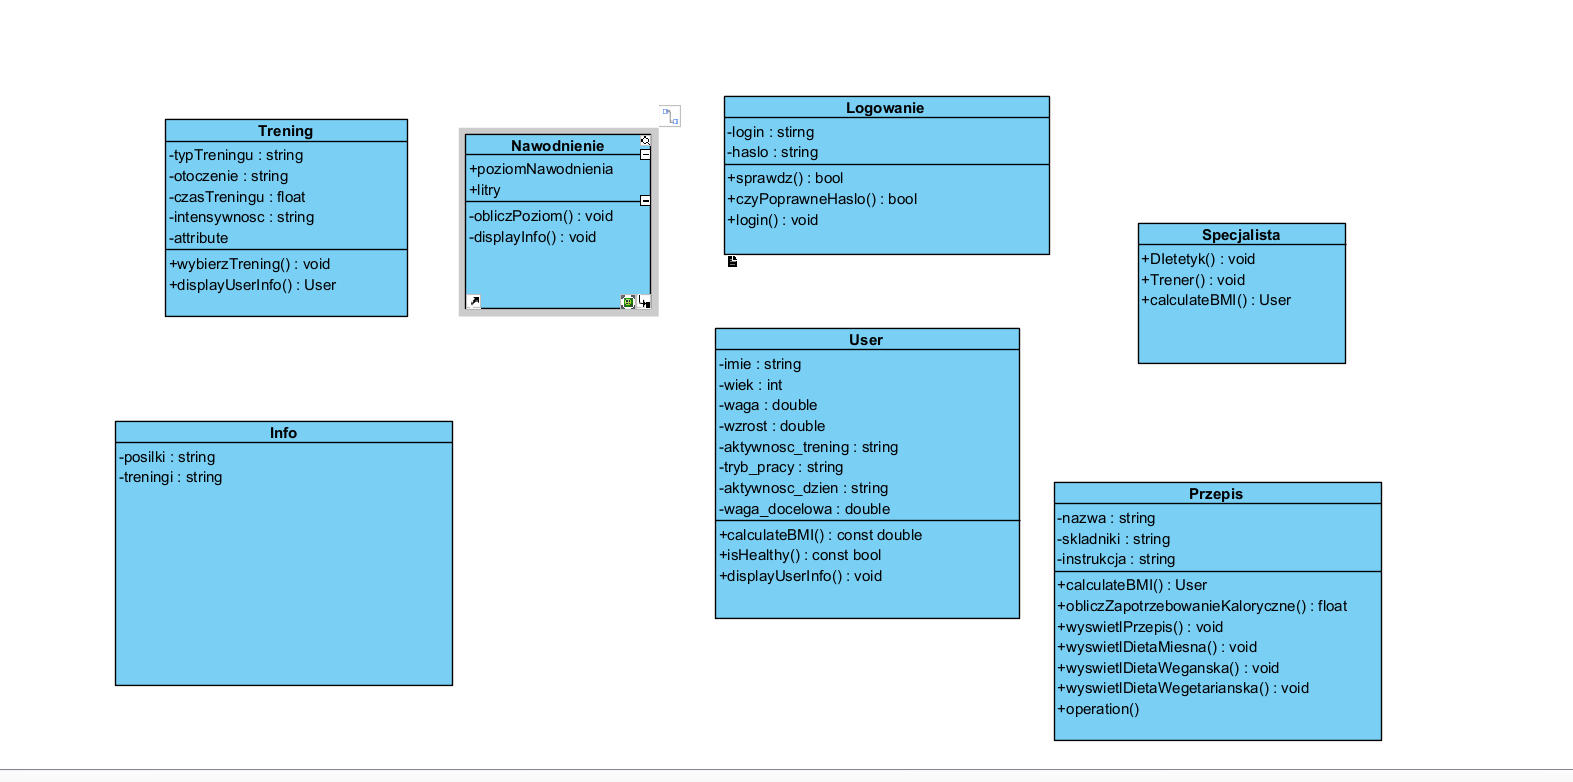 Trening
-typTreningu : string
-otoczenie : string
-czasTreningu : float
-intensywnosc : string
-attribute
+wybierzTrening() : void
+displayUserInfo() : User
Nawodnienie
+poziomNawodnienia
+litry
-obliczPoziom() : void
-displayInfo() : void
Logowanie
-login : stirng
-haslo : string
+sprawdz() : bool
+czyPoprawneHaslo() : bool
+login() : void
Specjalista
+DIetetyk() : void
+Trener() : void
+calculateBMI() : User
Info
-posilki : string
-treningi : string
User
-imie : string
-wiek : int
-waga : double
-wzrost : double
-aktywnosc_trening : string
-tryb_pracy : string
-aktywnosc_dzien : string
-waga_docelowa : double
+calculateBMI() : const double
+isHealthy() : const bool
+displayUserInfo() : void
Przepis
-nazwa : string
-skladniki : string
-instrukcja : string
+calculateBMI() : User
+obliczZapotrzebowanieKaloryczne() : float
+wyswietlPrzepis() : void
+wyswietlDietaMiesna() : void
+wyswietlDietaWeganska() : void
+wyswietlDietaWegetarianska() : void
+operation()